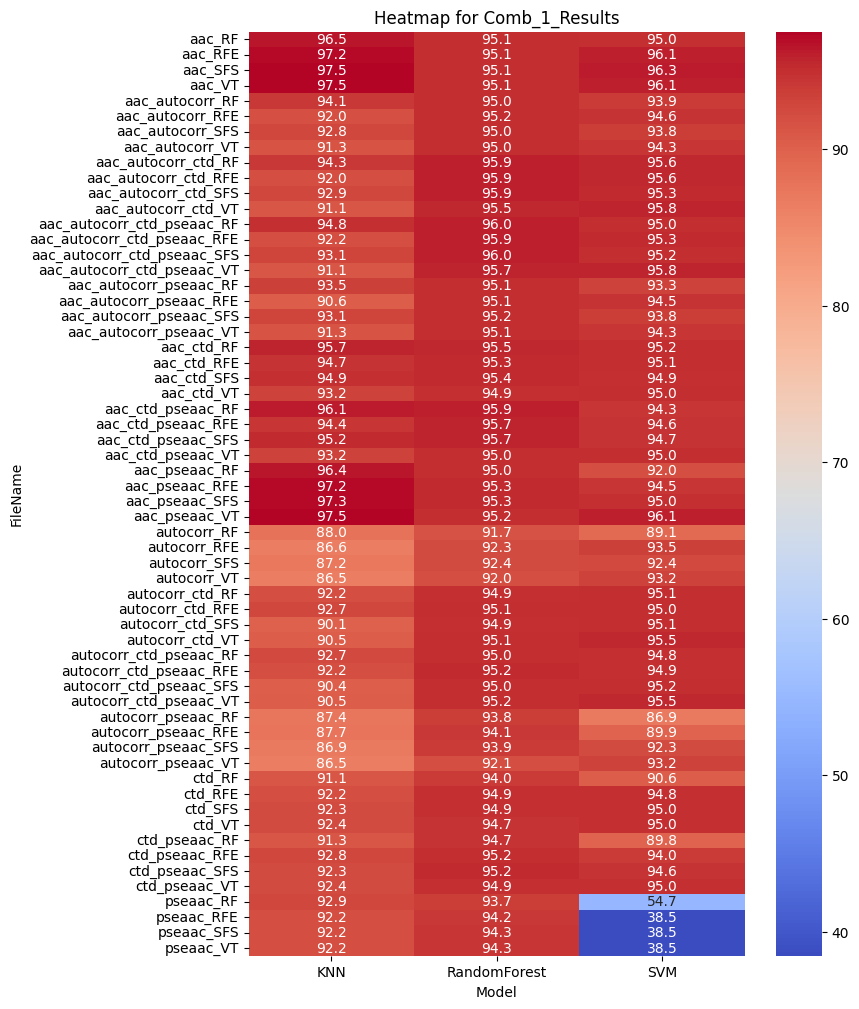 Heatmap for Comb_1_Results
aac_RF 96.5 95.1 95.0
aac_RFE 97.2 95.1 96.1
aac_SFS 97.5 95.1 96.3
aac_VT 97.5 95.1 96.1
aac_autocorr_RF 94.1 95.0 93.9
aac_autocorr_RFE 92.0 95.2 94.6
aac_autocorr_SFS 92.8 95.0 93.8
aac_autocorr_VT 91.3 95.0 94.3
aac_autocorr_ctd_RF 94.3 95.9 95.6
aac_autocorr_ctd_RFE 92.0 95.9 95.6
aac_autocorr_ctd_SFS 92.9 95.9 95.3
aac_autocorr_ctd_VT 91.1 95.5 95.8
aac_autocorr_ctd_pseaac_RF 94.8 96.0 95.0
aac_autocorr_ctd_pseaac_RFE 92.2 95.9 95.3
aac_autocorr_ctd_pseaac_SFS 93.1 96.0 95.2
aac_autocorr_ctd_pseaac_VT 91.1 95.7 95.8
aac_autocorr_pseaac_RF 93.5 95.1 93.3
aac_autocorr_pseaac_RFE 90.6 95.1 94.5
aac_autocorr_pseaac_SFS 93.1 95.2 93.8
aac_autocorr_pseaac_VT 91.3 95.1 94.3
aac_ctd_RF 95.7 95.5 95.2
aac_ctd_RFE 94.7 95.3 95.1
aac_ctd_SFS 94.9 95.4 94.9
aac_ctd_VT 93.2 94.9 95.0
aac_ctd_pseaac_RF 96.1 95.9 94.3
aac_ctd_pseaac_RFE 94.4 95.7 94.6
aac_ctd_pseaac_SFS 95.2 95.7 94.7
aac_ctd_pseaac_VT 93.2 95.0 95.0
aac_pseaac_RF 96.4 95.0 92.0
aac_pseaac_RFE 97.2 95.3 94.5
aac_pseaac_SFS 97.3 95.3 95.0
aac_pseaac_VT 97.5 95.2 96.1
autocorr_RF 88.0 91.7 89.1
autocorr_RFE 86.6 92.3 93.5
autocorr_SFS 87.2 92.4 92.4
autocorr_VT 86.5 92.0 93.2
autocorr_ctd_RF 92.2 94.9 95.1
autocorr_ctd_RFE 92.7 95.1 95.0
autocorr_ctd_SFS 90.1 94.9 95.1
autocorr_ctd_VT 90.5 95.1 95.5
autocorr_ctd_pseaac_RF 92.7 95.0 94.8
autocorr_ctd_pseaac_RFE 92.2 95.2 94.9
autocorr_ctd_pseaac_SFS 90.4 95.0 95.2
autocorr_ctd_pseaac_VT 90.5 95.2 95.5
autocorr_pseaac_RF 87.4 93.8 86.9
autocorr_pseaac_RFE 87.7 94.1 89.9
autocorr_pseaac_SFS 86.9 93.9 92.3
autocorr_pseaac_VT 86.5 92.1 93.2
ctd_RF 91.1 94.0 90.6
ctd_RFE 92.2 94.9 94.8
ctd_SFS 92.3 94.9 95.0
ctd_VT 92.4 94.7 95.0
ctd_pseaac_RF 91.3 94.7 89.8
ctd_pseaac_RFE 92.8 95.2 94.0
ctd_pseaac_SFS 92.3 95.2 94.6
ctd_pseaac_VT 92.4 94.9 95.0
pseaac_RF 92.9 93.7 54.7
pseaac_RFE 92.2 94.2 38.5
pseaac_SFS 92.2 94.3 38.5
pseaac_VT 92.2 94.3 38.5
KNN RandomForest SVM
Model
FileName
90
80
70
60
50
40